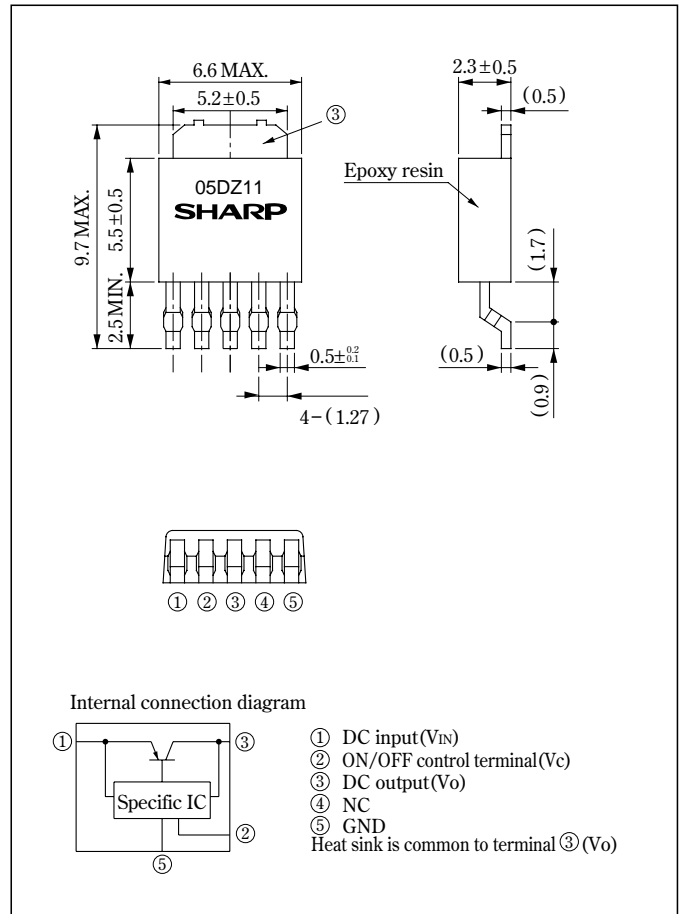 6.6 MAX.
5.2±0.5
③
9.7 MAX.
5.5±0.5
2.5 MIN.
05DZ11
SHARP
0.5±0.2 0.1
4−(1.27)
2.3±0.5
(0.5)
Epoxy resin
(1.7)
(0.5)
(0.9)
① ② ③ ④ ⑤
Internal connection diagram
①
③
Specific IC
②
⑤
① DC input(VIN)
② ON/OFF control terminal(Vc)
③ DC output(Vo)
④ NC
⑤ GND
Heat sink is common to terminal ③ (Vo)